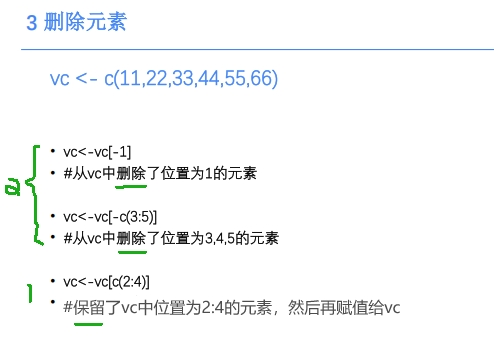 3 删除元素
vc <- c(11,22,33,44,55,66)
• vc<-vc[-1]
• #从vc中删除了位置为1的元素
2
• vc<-vc[-c(3:5)]
• #从vc中删除了位置为3,4,5的元素
1
• vc<-vc[c(2:4)]
• #保留了vc中位置为2:4的元素，然后再赋值给vc